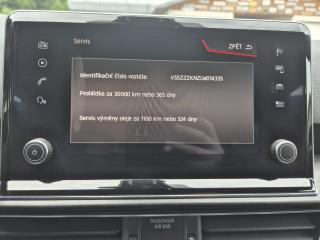 Servis
ZPĚT
Identifikační číslo vozidla:
Prohlídka za 30000 km nebo 365 dny
Servis výměny oleje za 1100 km nebo 324 dny
PASSENGER
AIR BAG